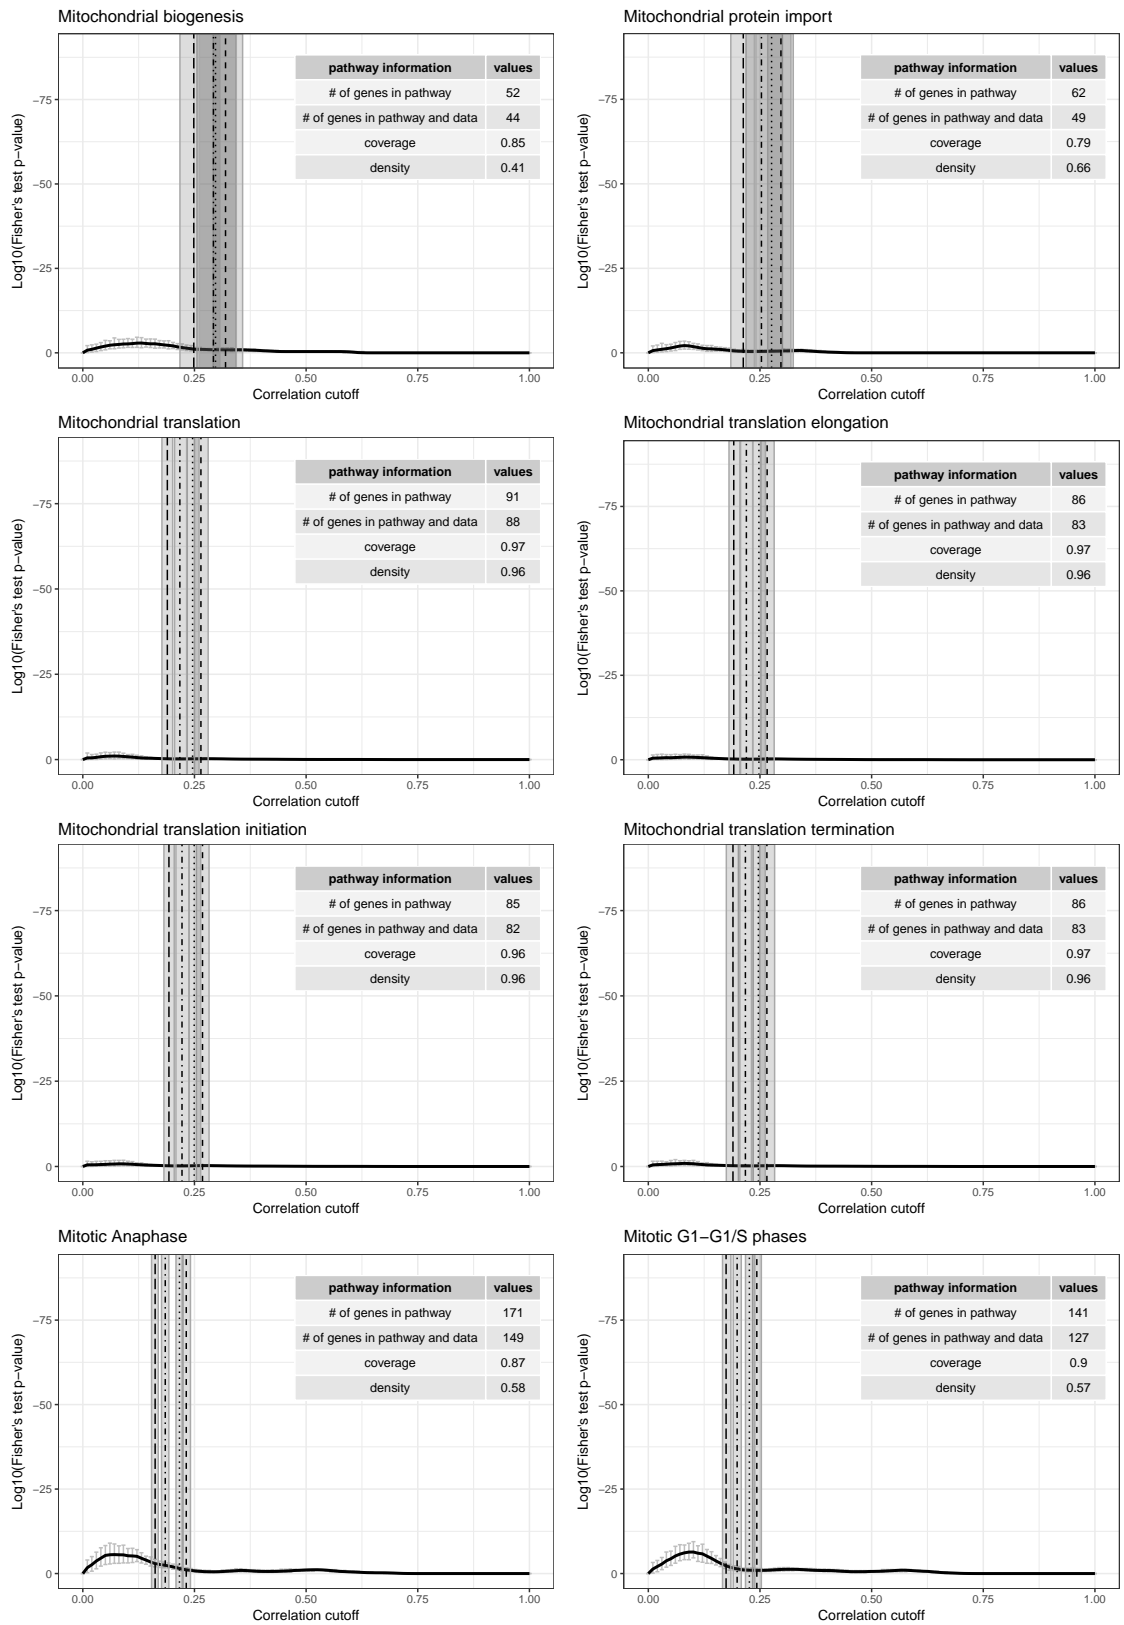 Mitochondrial biogenesis
Log10(Fisher's test p−value)
−75
−50
−25
0
pathway information values
# of genes in pathway 52
# of genes in pathway and data 44
coverage 0.85
density 0.41
0.00 0.25 0.50 0.75 1.00
Correlation cutoff
Mitochondrial protein import
Log10(Fisher's test p−value)
−75
−50
−25
0
pathway information values
# of genes in pathway 62
# of genes in pathway and data 49
coverage 0.79
density 0.66
0.00 0.25 0.50 0.75 1.00
Correlation cutoff
Mitochondrial translation
Log10(Fisher's test p−value)
−75
−50
−25
0
pathway information values
# of genes in pathway 91
# of genes in pathway and data 88
coverage 0.97
density 0.96
0.00 0.25 0.50 0.75 1.00
Correlation cutoff
Mitochondrial translation elongation
Log10(Fisher's test p−value)
−75
−50
−25
0
pathway information values
# of genes in pathway 86
# of genes in pathway and data 83
coverage 0.97
density 0.96
0.00 0.25 0.50 0.75 1.00
Correlation cutoff
Mitochondrial translation initiation
Log10(Fisher's test p−value)
−75
−50
−25
0
pathway information values
# of genes in pathway 85
# of genes in pathway and data 82
coverage 0.96
density 0.96
0.00 0.25 0.50 0.75 1.00
Correlation cutoff
Mitochondrial translation termination
Log10(Fisher's test p−value)
−75
−50
−25
0
pathway information values
# of genes in pathway 86
# of genes in pathway and data 83
coverage 0.97
density 0.96
0.00 0.25 0.50 0.75 1.00
Correlation cutoff
Mitotic Anaphase
Log10(Fisher's test p−value)
−75
−50
−25
0
pathway information values
# of genes in pathway 171
# of genes in pathway and data 149
coverage 0.87
density 0.58
0.00 0.25 0.50 0.75 1.00
Correlation cutoff
Mitotic G1−G1/S phases
Log10(Fisher's test p−value)
−75
−50
−25
0
pathway information values
# of genes in pathway 141
# of genes in pathway and data 127
coverage 0.9
density 0.57
0.00 0.25 0.50 0.75 1.00
Correlation cutoff